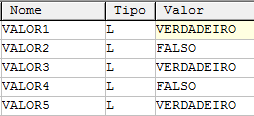 Nome Tipo Valor
VALOR1 L VERDADEIRO
VALOR2 L FALSO
VALOR3 L VERDADEIRO
VALOR4 L FALSO
VALOR5 L VERDADEIRO